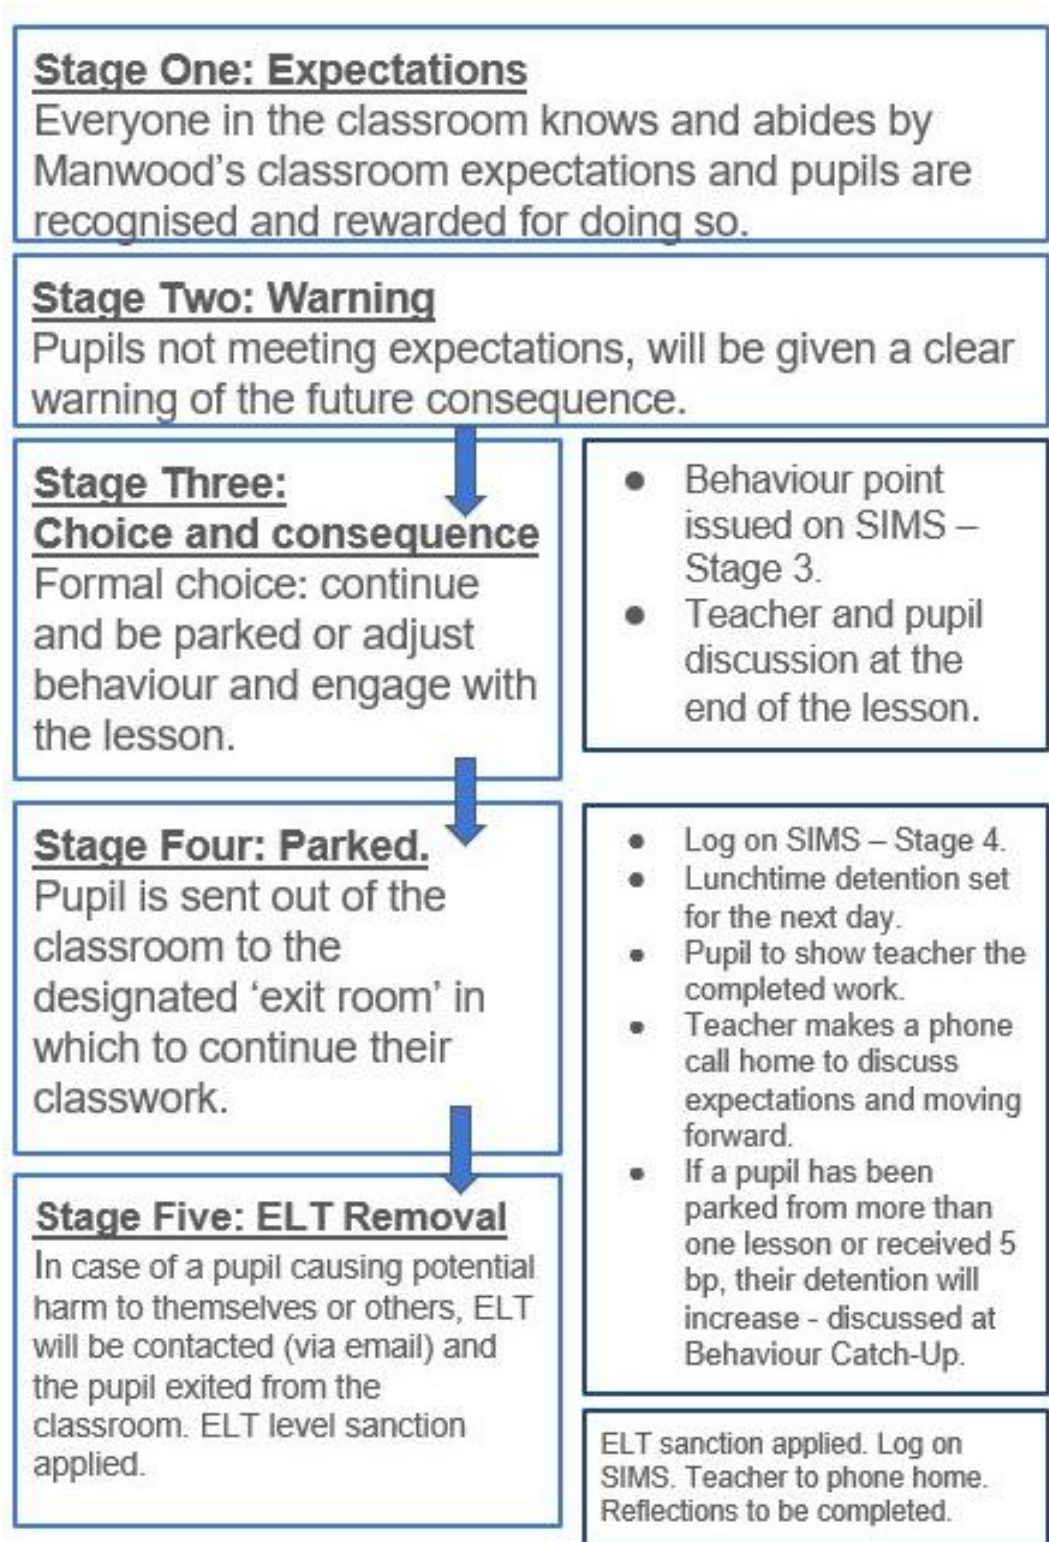 Stage One: Expectations
Everyone in the classroom knows and abides by
Manwood's classroom expectations and pupils are
recognised and rewarded for doing so.
Stage Two: Warning
Pupils not meeting expectations, will be given a clear
warning of the future consequence.
Stage Three:
Choice and consequence
Formal choice: continue
and be parked or adjust
behaviour and engage with
the lesson.
● Behaviour point
issued on SIMS –
Stage 3.
● Teacher and pupil
discussion at the
end of the lesson.
Stage Four: Parked.
Pupil is sent out of the
classroom to the
designated ‘exit room’ in
which to continue their
classwork.
● Log on SIMS – Stage 4.
● Lunchtime detention set
for the next day.
● Pupil to show teacher the
completed work.
● Teacher makes a phone
call home to discuss
expectations and moving
forward.
● If a pupil has been
parked from more than
one lesson or received 5
bp, their detention will
increase - discussed at
Behaviour Catch-Up.
Stage Five: ELT Removal
In case of a pupil causing potential
harm to themselves or others, ELT
will be contacted (via email) and
the pupil exited from the
classroom. ELT level sanction
applied.
ELT sanction applied. Log on
SIMS. Teacher to phone home.
Reflections to be completed.